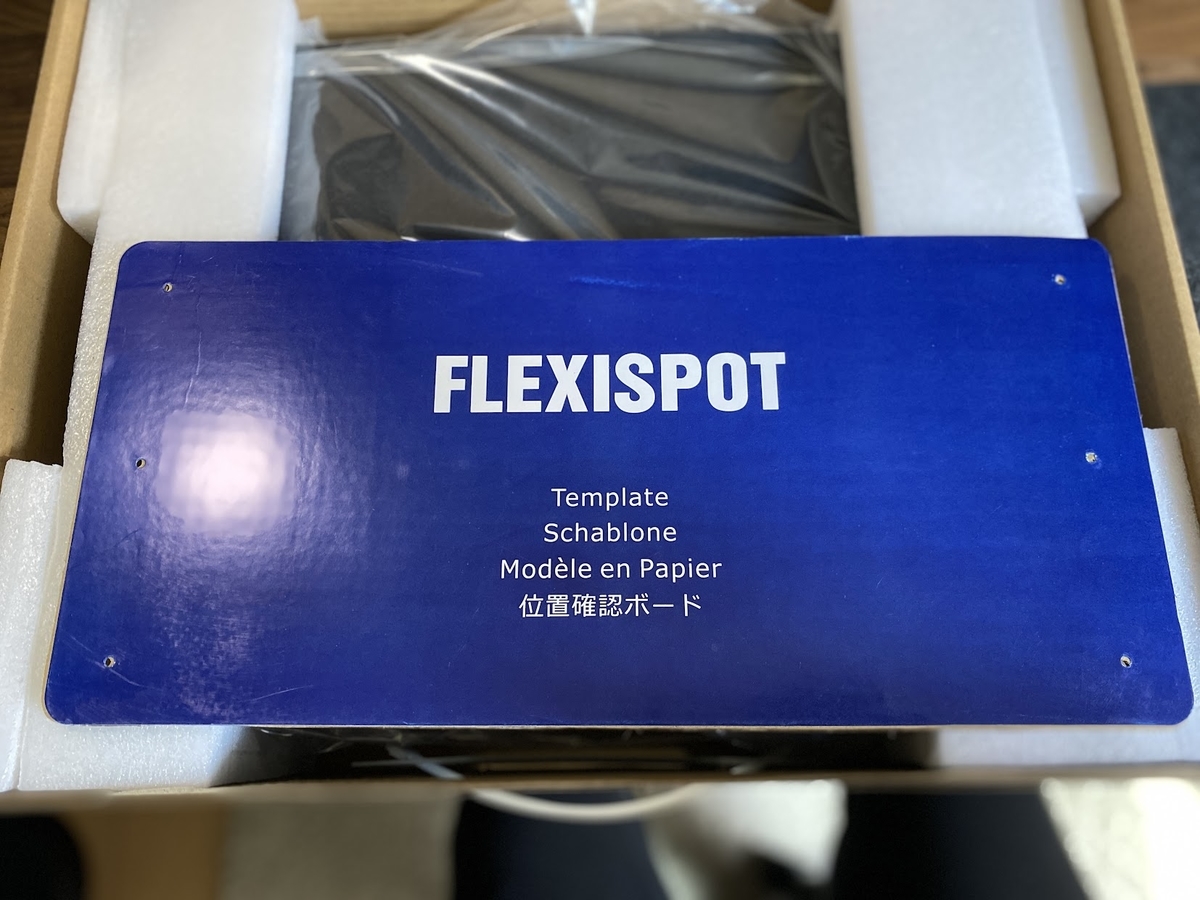 FLEXISPOT
Template
Schablone
Modèle en Papier
位置確認ボード